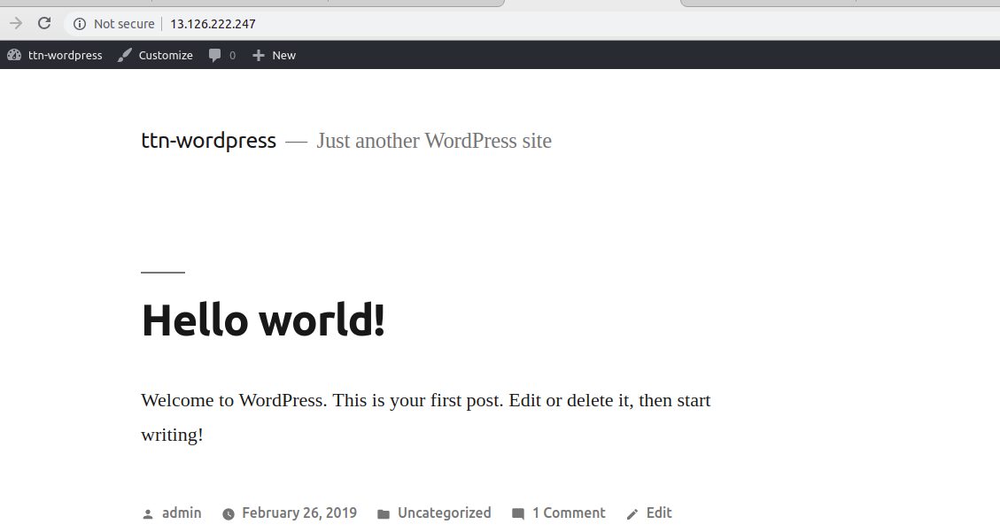 Not secure 13.126.222.247
ttn-wordpress Customize 0 New
ttn-wordpress — Just another WordPress site
Hello world!
Welcome to WordPress. This is your first post. Edit or delete it, then start
writing!
admin February 26, 2019 Uncategorized 1 Comment Edit